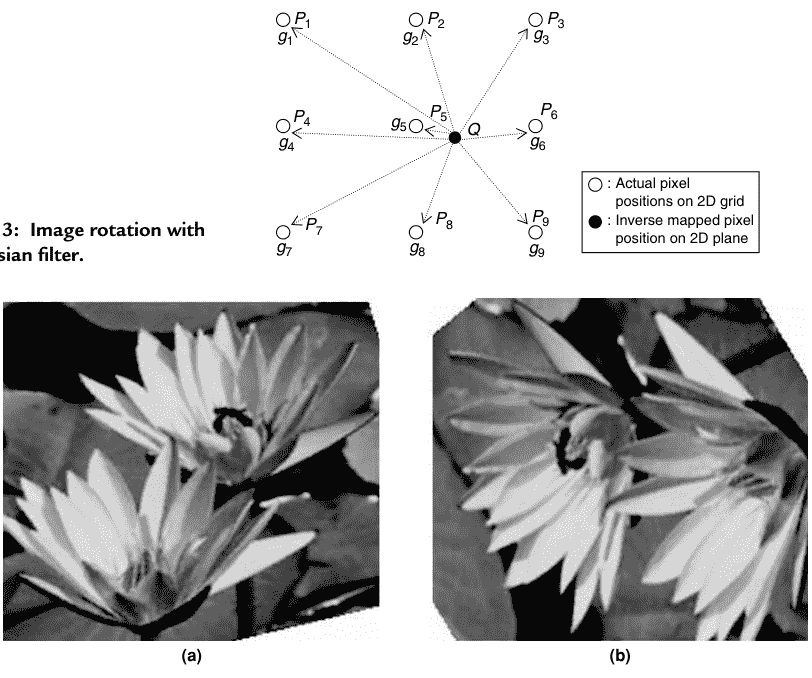 P1 P2 P3
g1 g2 g3
P4 P5 P6
g4 g5 Q g6
P7 P8 P9
g7 g8 g9
: Actual pixel
positions on 2D grid
: Inverse mapped pixel
position on 2D plane
3: Image rotation with
sian filter.
(a) (b)